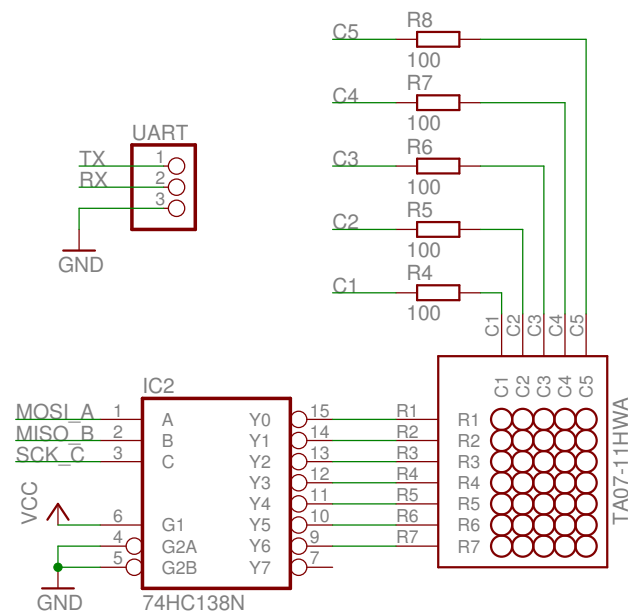 R8
C5
100
R7
C4
100
UART
R6
TX
1
C3
RX
2
100
3
R5
C2
100
GND
R4
C1
100
C1
C2
C3
C4
C5
IC2
C1
C2
C3
C4
C5
MOSI_A 1 A Y0 15 R1 R1
MISO_B 2 B Y1 14 R2 R2
SCK_C 3 C Y2 13 R3 R3
Y3 12 R4 R4
Y4 11 R5 R5
VCC 6 G1 Y5 10 R6 R6
4 G2A Y6 9 R7 R7
5 G2B Y7 7
TA07-11HWA
GND
74HC138N